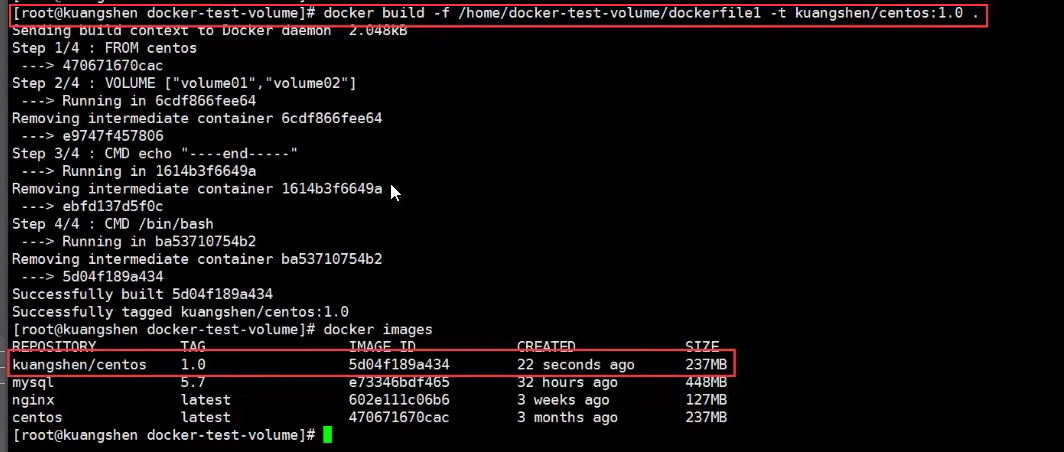 [root@kuangshen docker-test-volume]# docker build -f /home/docker-test-volume/dockerfile1 -t kuangshen/centos:1.0 .
Sending build context to Docker daemon  2.048kB
Step 1/4 : FROM centos
 ---> 470671670cac
Step 2/4 : VOLUME ["volume01","volume02"]
 ---> Running in 6cdf866fee64
Removing intermediate container 6cdf866fee64
 ---> e9747f457806
Step 3/4 : CMD echo "----end-----"
 ---> Running in 1614b3f6649a
Removing intermediate container 1614b3f6649a
 ---> ebfd137d5f0c
Step 4/4 : CMD /bin/bash
 ---> Running in ba53710754b2
Removing intermediate container ba53710754b2
 ---> 5d04f189a434
Successfully built 5d04f189a434
Successfully tagged kuangshen/centos:1.0
[root@kuangshen docker-test-volume]# docker images
REPOSITORY          TAG                 IMAGE ID            CREATED             SIZE
kuangshen/centos    1.0                 5d04f189a434        22 seconds ago      237MB
mysql               5.7                 e73346bdf465        32 hours ago        448MB
nginx               latest              602e111c06b6        3 weeks ago         127MB
centos              latest              470671670cac        3 months ago        237MB
[root@kuangshen docker-test-volume]#